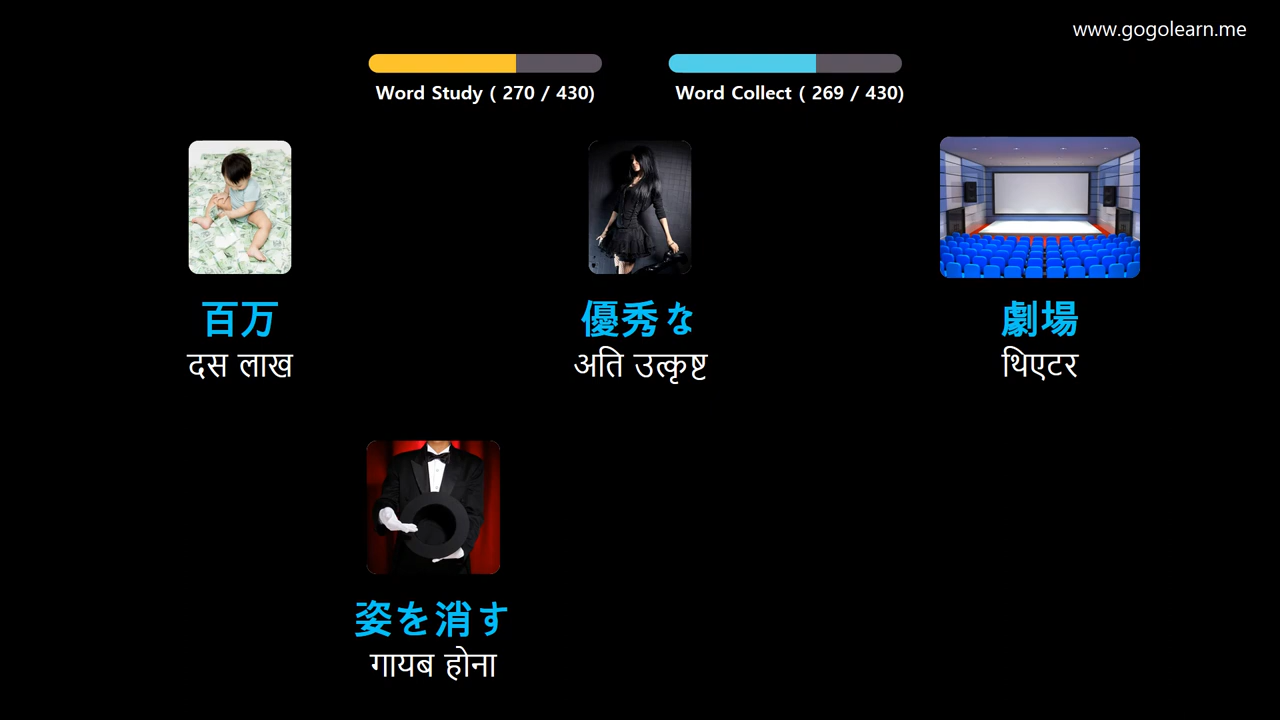 www.gogolearn.me
Word Study ( 270 / 430)
Word Collect ( 269 / 430)
百万
दस लाख
優秀な
अति उत्कृष्ट
劇場
थिएटर
姿を消す
गायब होना